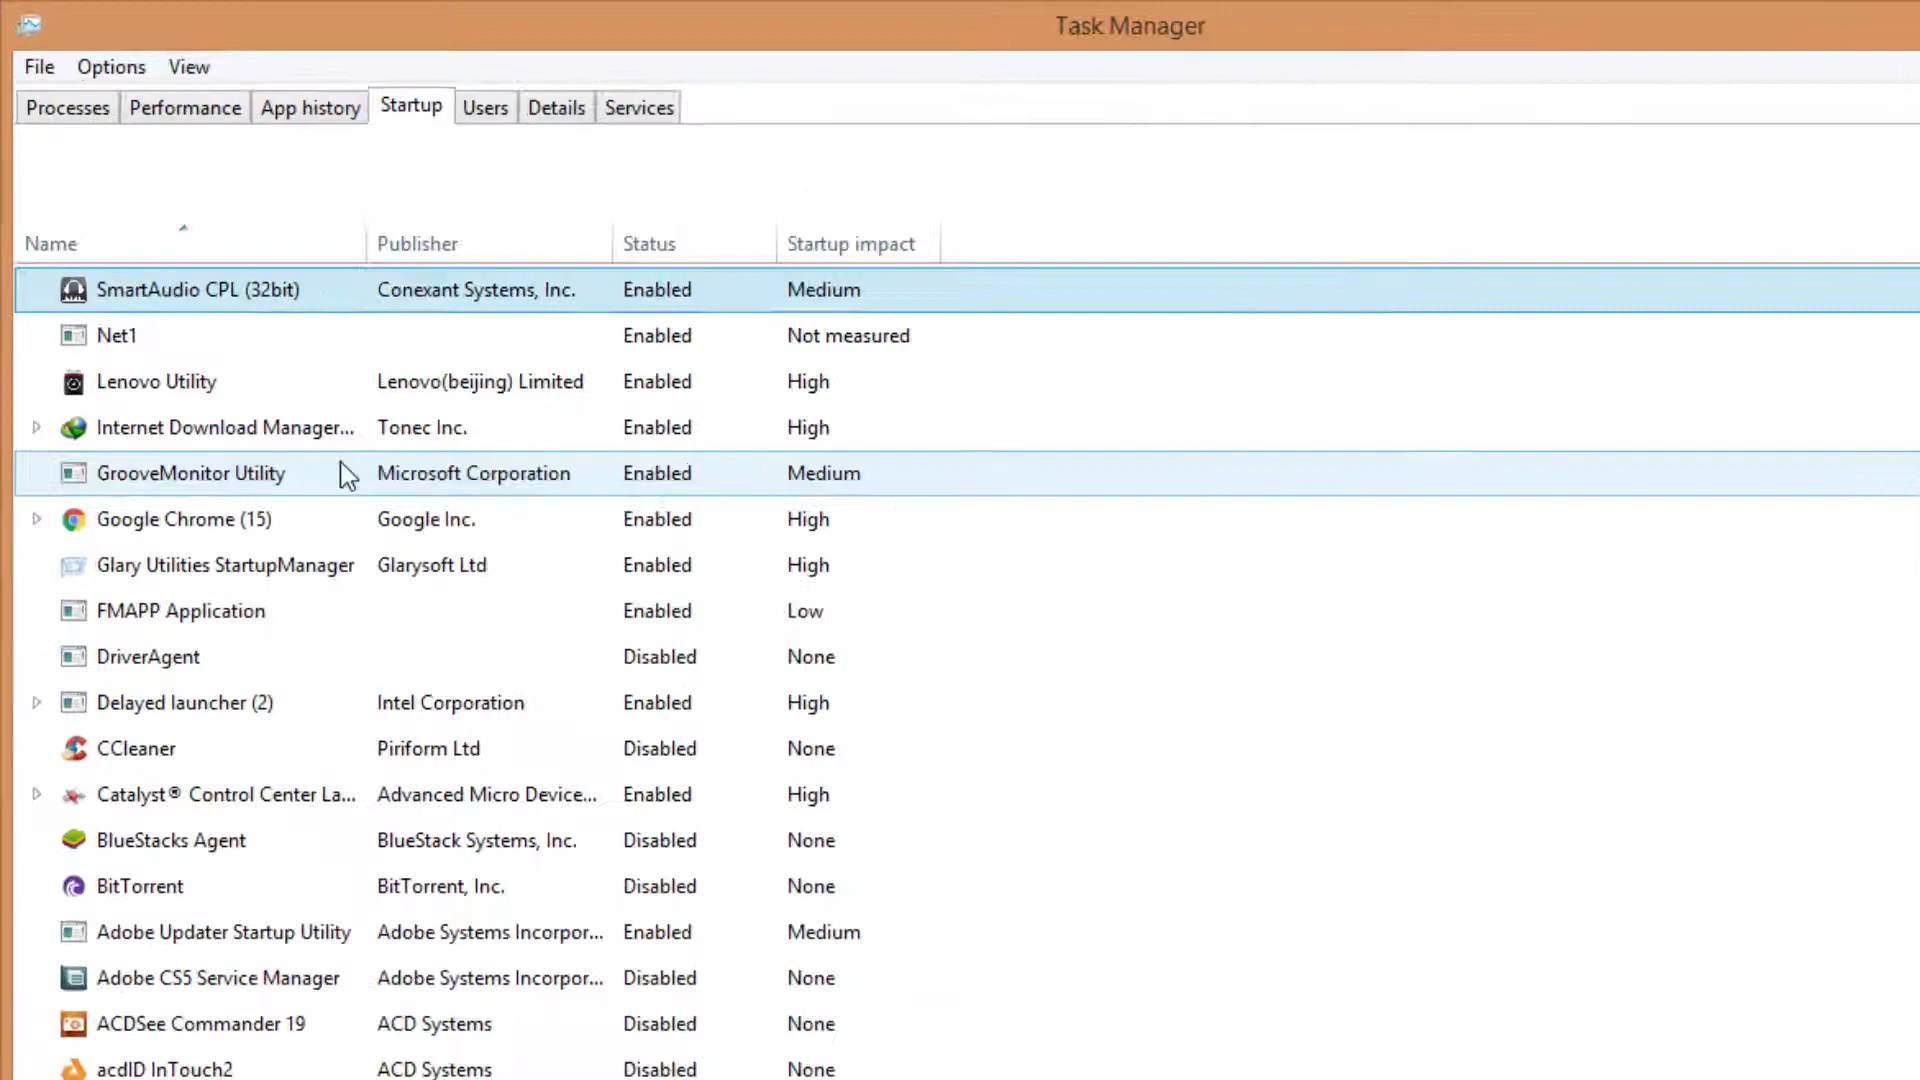 Task Manager
File Options View
Processes Performance App history Startup Users Details Services
Name Publisher Status Startup impact
SmartAudio CPL (32bit) Conexant Systems, Inc. Enabled Medium
Net1 Enabled Not measured
Lenovo Utility Lenovo(beijing) Limited Enabled High
Internet Download Manager... Tonec Inc. Enabled High
GrooveMonitor Utility Microsoft Corporation Enabled Medium
Google Chrome (15) Google Inc. Enabled High
Glary Utilities StartupManager Glarysoft Ltd Enabled High
FMAPP Application Enabled Low
DriverAgent Disabled None
Delayed launcher (2) Intel Corporation Enabled High
CCleaner Piriform Ltd Disabled None
Catalyst® Control Center La... Advanced Micro Device... Enabled High
BlueStacks Agent BlueStack Systems, Inc. Disabled None
BitTorrent BitTorrent, Inc. Disabled None
Adobe Updater Startup Utility Adobe Systems Incorpor... Enabled Medium
Adobe CS5 Service Manager Adobe Systems Incorpor... Disabled None
ACDSee Commander 19 ACD Systems Disabled None
acdID InTouch2 ACD Systems Disabled None